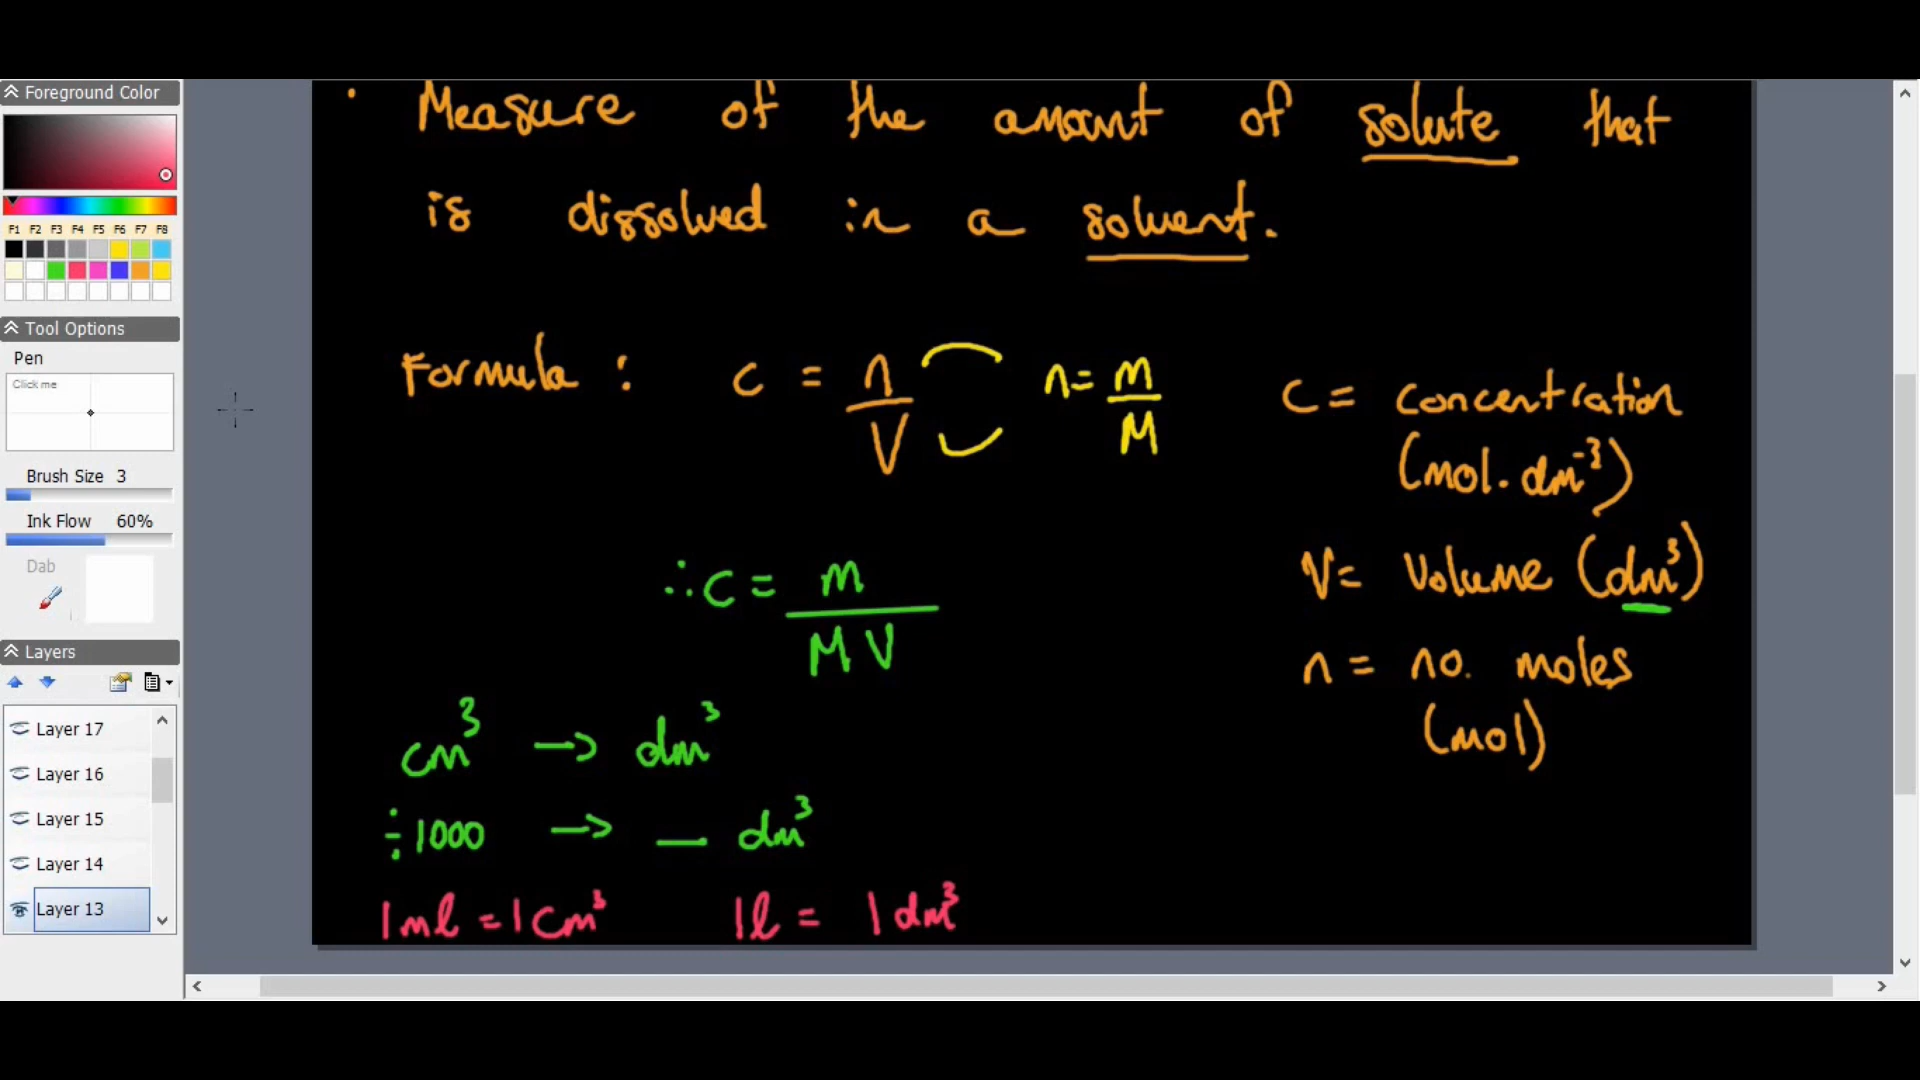 Foreground Color
F1 F2 F3 F4 F5 F6 F7 F8
Tool Options
Pen
Click me
Brush Size 3
Ink Flow 60%
Dab
Layers
Layer 17
Layer 16
Layer 15
Layer 14
Layer 13
· Measure of the amount of solute that
is dissolved in a solvent.
Formula : c = n/V n = m/M
∴ c = m/MV
cm³ → dm³
÷1000 → _ dm³
1ml = 1cm³ 1l = 1dm³
C = concentration
(mol.dm⁻³)
V = Volume (dm³)
n = no. moles
(mol)